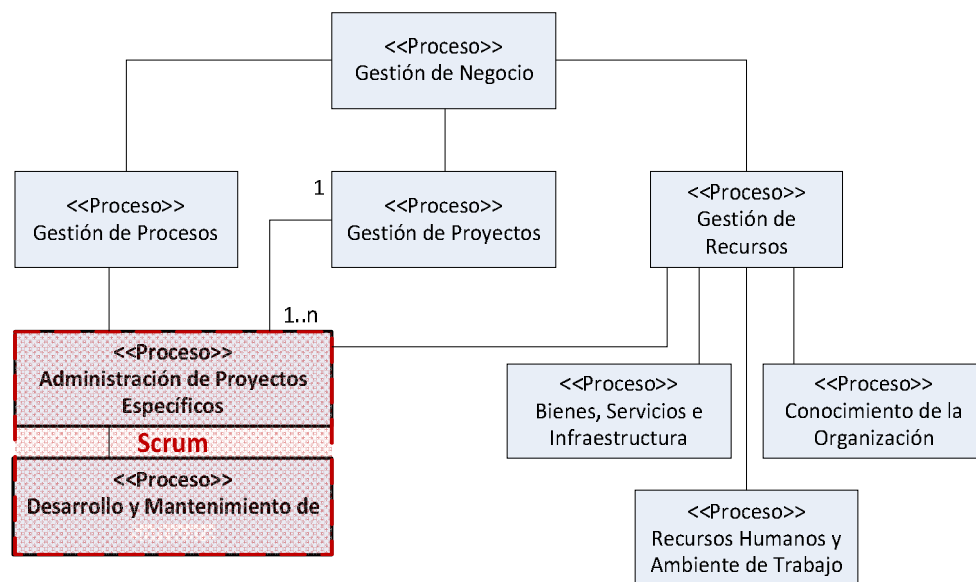 <<Proceso>>
Gestión de Negocio
<<Proceso>>
Gestión de Procesos
1
<<Proceso>>
Gestión de Proyectos
<<Proceso>>
Gestión de
Recursos
1..n
<<Proceso>>
Administración de Proyectos
Específicos
Scrum
<<Proceso>>
Desarrollo y Mantenimiento de
<<Proceso>>
Bienes, Servicios e
Infraestructura
<<Proceso>>
Conocimiento de la
Organización
<<Proceso>>
Recursos Humanos y
Ambiente de Trabajo